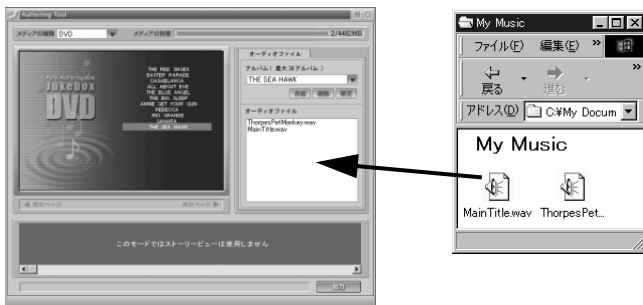 Authoring Tool
メディアの種類 DVD
メディアの容量
2/4482MB
Jukebox
DVD
THE RED SHOES
EASTER PARADE
CASABLANCA
ALL ABOUT EVE
THE BLUE ANGEL
THE BIG SLEEP
ANNIE GET YOUR GUN
REBECCA
RIO GRANDE
SAHARA
THE SEA HAWK
前のページ
次のページ
オーディオファイル
アルバム ( 最大36アルバム )
THE SEA HAWK
作成 削除 修正
オーディオファイル
ThorpesPetMonkey.wav
MainTitle.wav
このモードではストーリービューは使用しません
出力
My Music
ファイル(F) 編集(E) »
戻る 進む »
アドレス(D) C:¥My Docum
My Music
MainTitle.wav ThorpesPet...